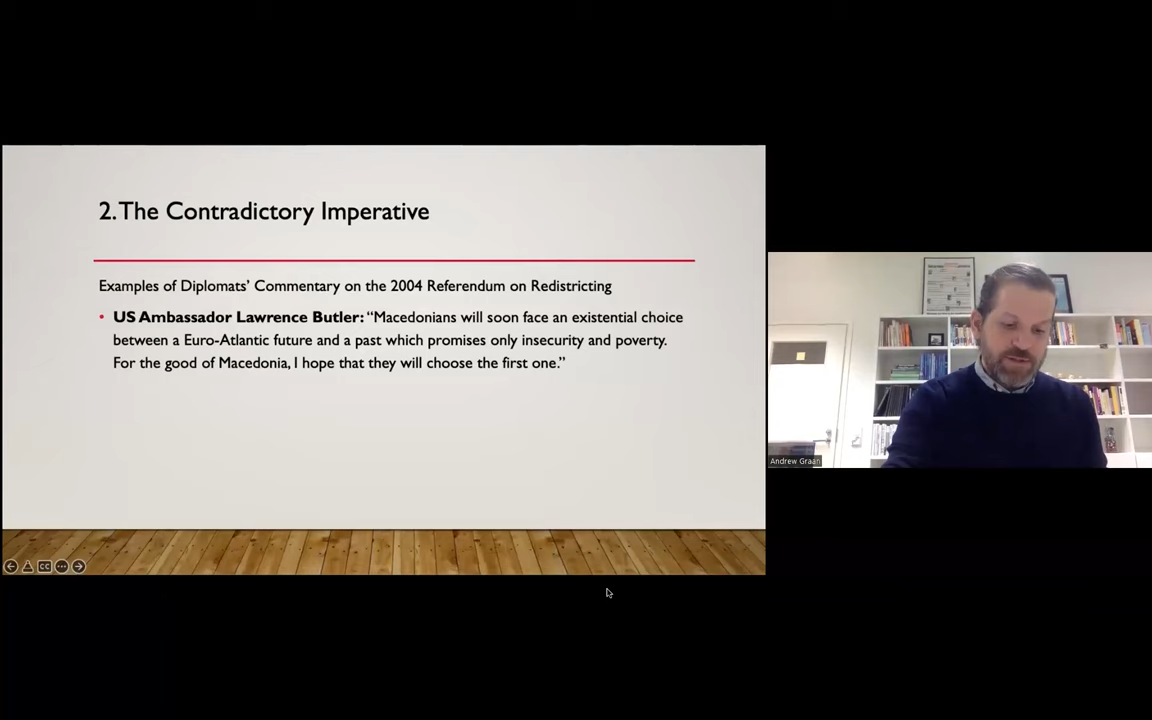 2. The Contradictory Imperative
Examples of Diplomats' Commentary on the 2004 Referendum on Redistricting
• US Ambassador Lawrence Butler: “Macedonians will soon face an existential choice
between a Euro-Atlantic future and a past which promises only insecurity and poverty.
For the good of Macedonia, I hope that they will choose the first one.”
CC
Andrew Graan